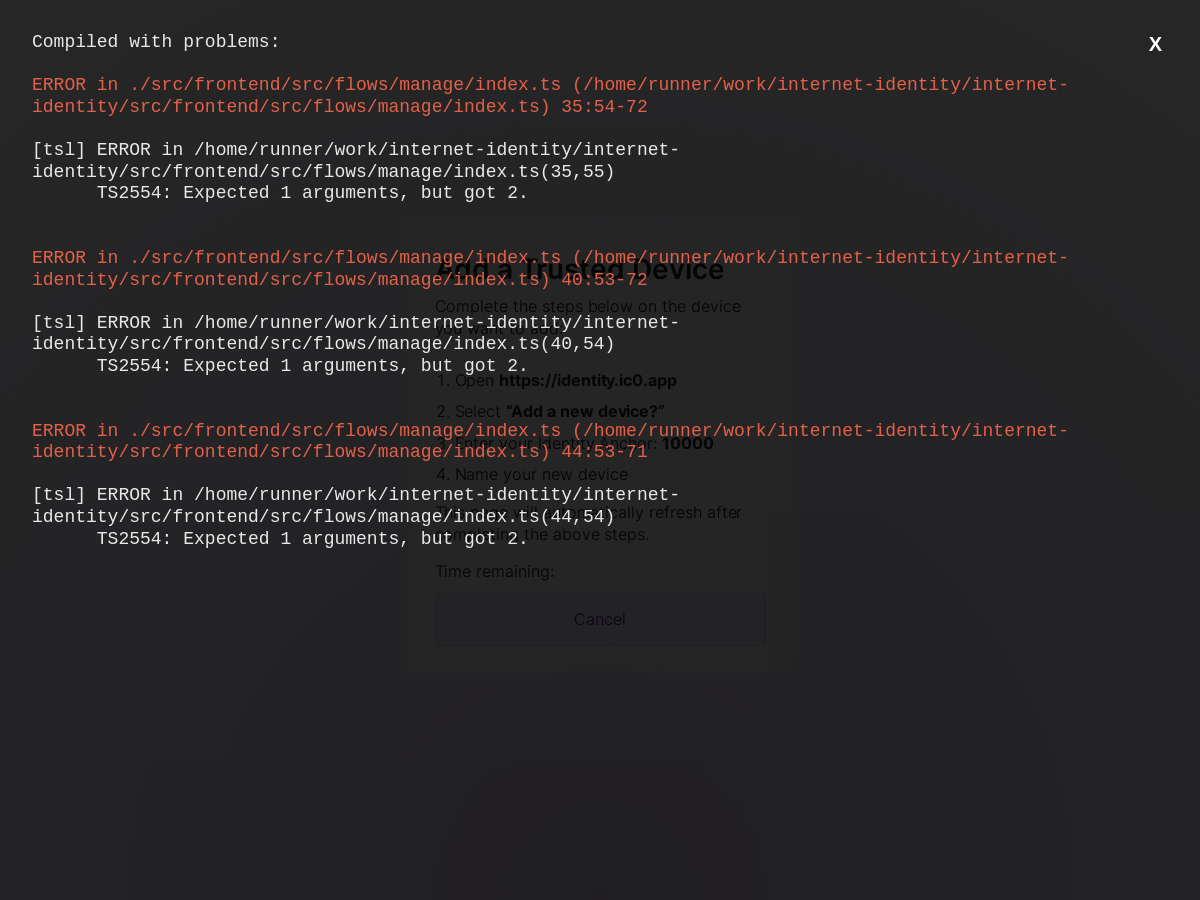 Compiled with problems:
X
ERROR in ./src/frontend/src/flows/manage/index.ts (/home/runner/work/internet-identity/internet-
identity/src/frontend/src/flows/manage/index.ts) 35:54-72
[tsl] ERROR in /home/runner/work/internet-identity/internet-
identity/src/frontend/src/flows/manage/index.ts(35,55)
TS2554: Expected 1 arguments, but got 2.
ERROR in ./src/frontend/src/flows/manage/index.ts (/home/runner/work/internet-identity/internet-
identity/src/frontend/src/flows/manage/index.ts) 40:53-72
[tsl] ERROR in /home/runner/work/internet-identity/internet-
identity/src/frontend/src/flows/manage/index.ts(40,54)
TS2554: Expected 1 arguments, but got 2.
ERROR in ./src/frontend/src/flows/manage/index.ts (/home/runner/work/internet-identity/internet-
identity/src/frontend/src/flows/manage/index.ts) 44:53-71
[tsl] ERROR in /home/runner/work/internet-identity/internet-
identity/src/frontend/src/flows/manage/index.ts(44,54)
TS2554: Expected 1 arguments, but got 2.
Add a Trusted Device
Complete the steps below on the device
you want to add:
1. Open https://identity.ic0.app
2. Select “Add a new device?”
3. Enter your Identity Anchor: 10000
4. Name your new device
This page will automatically refresh after
completing the above steps.
Time remaining:
Cancel